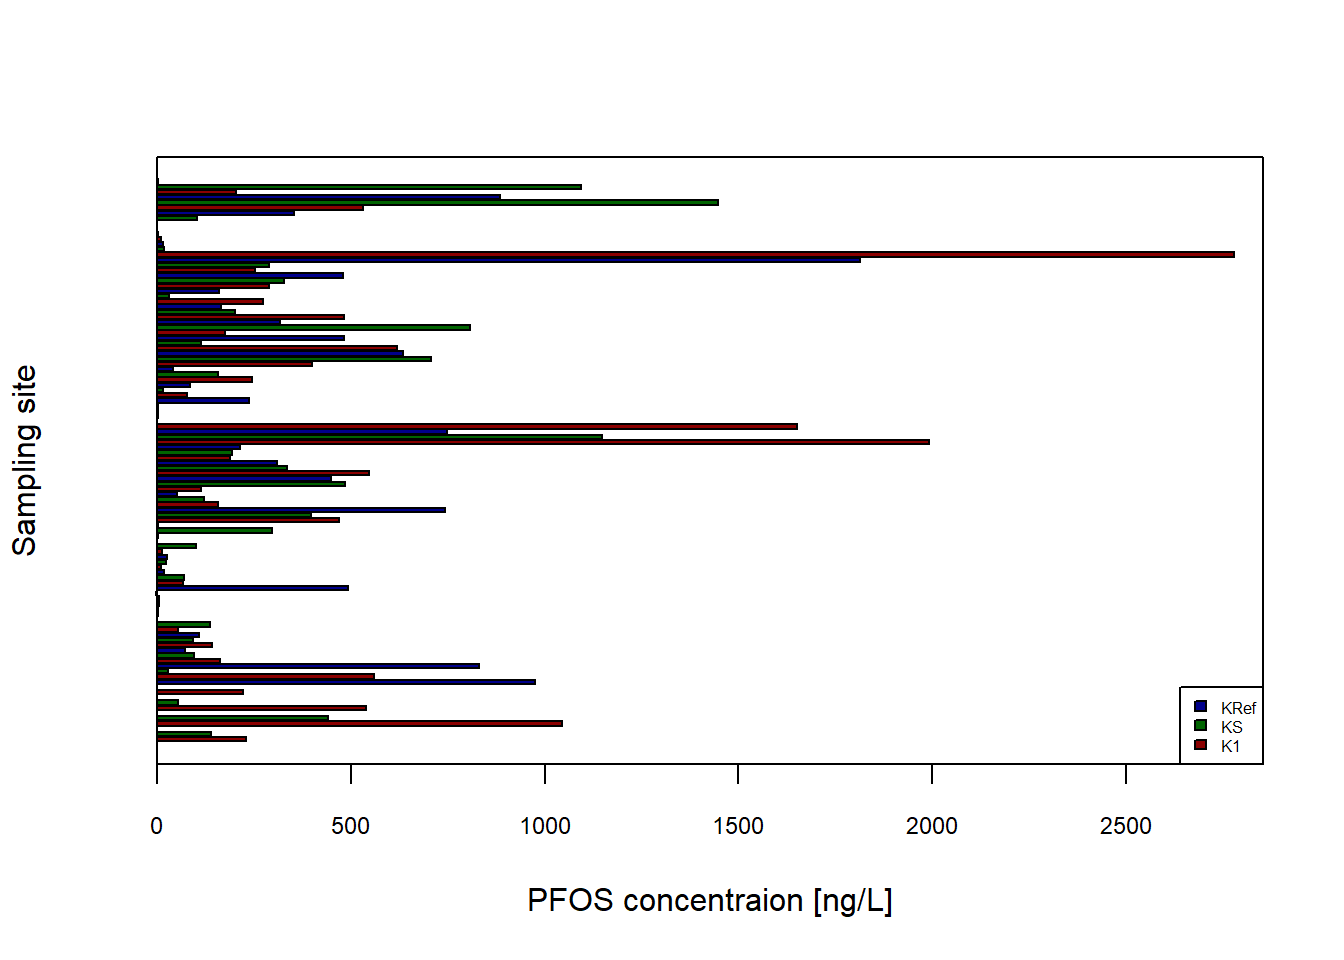 Sampling site
KRef
KS
K1
0 500 1000 1500 2000 2500
PFOS concentraion [ng/L]